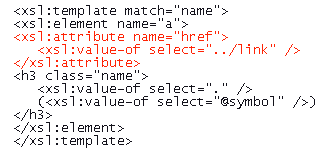 <xsl:template match="name">
<xsl:element name="a">
<xsl:attribute name="href">
<xsl:value-of select="../link" />
</xsl:attribute>
<h3 class="name">
<xsl:value-of select="." />
(<xsl:value-of select="@symbol" />)
</h3>
</xsl:element>
</xsl:template>